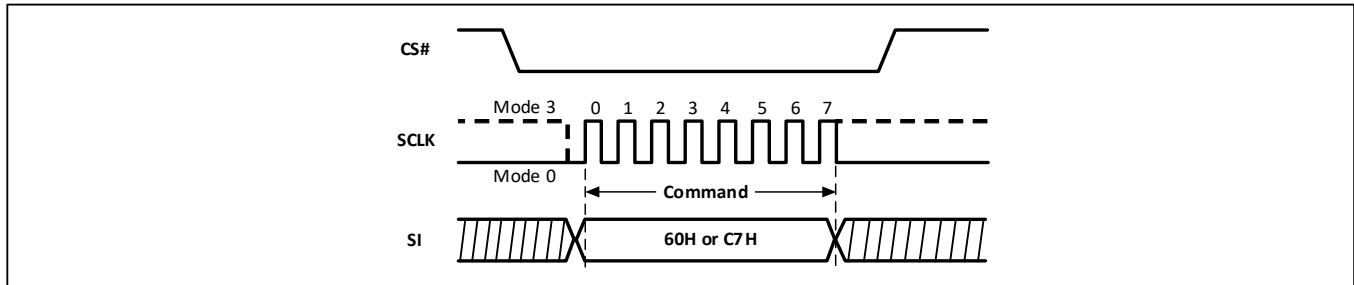 CS#
Mode 3 0 1 2 3 4 5 6 7
SCLK
Mode 0
Command
SI 60H or C7H